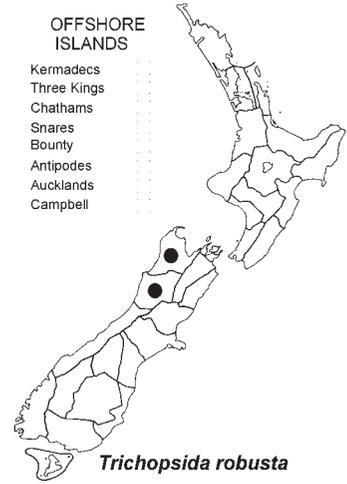 OFFSHORE
ISLANDS
Kermadecs
Three Kings
Chathams
Snares
Bounty
Antipodes
Aucklands
Campbell
Trichopsida robusta